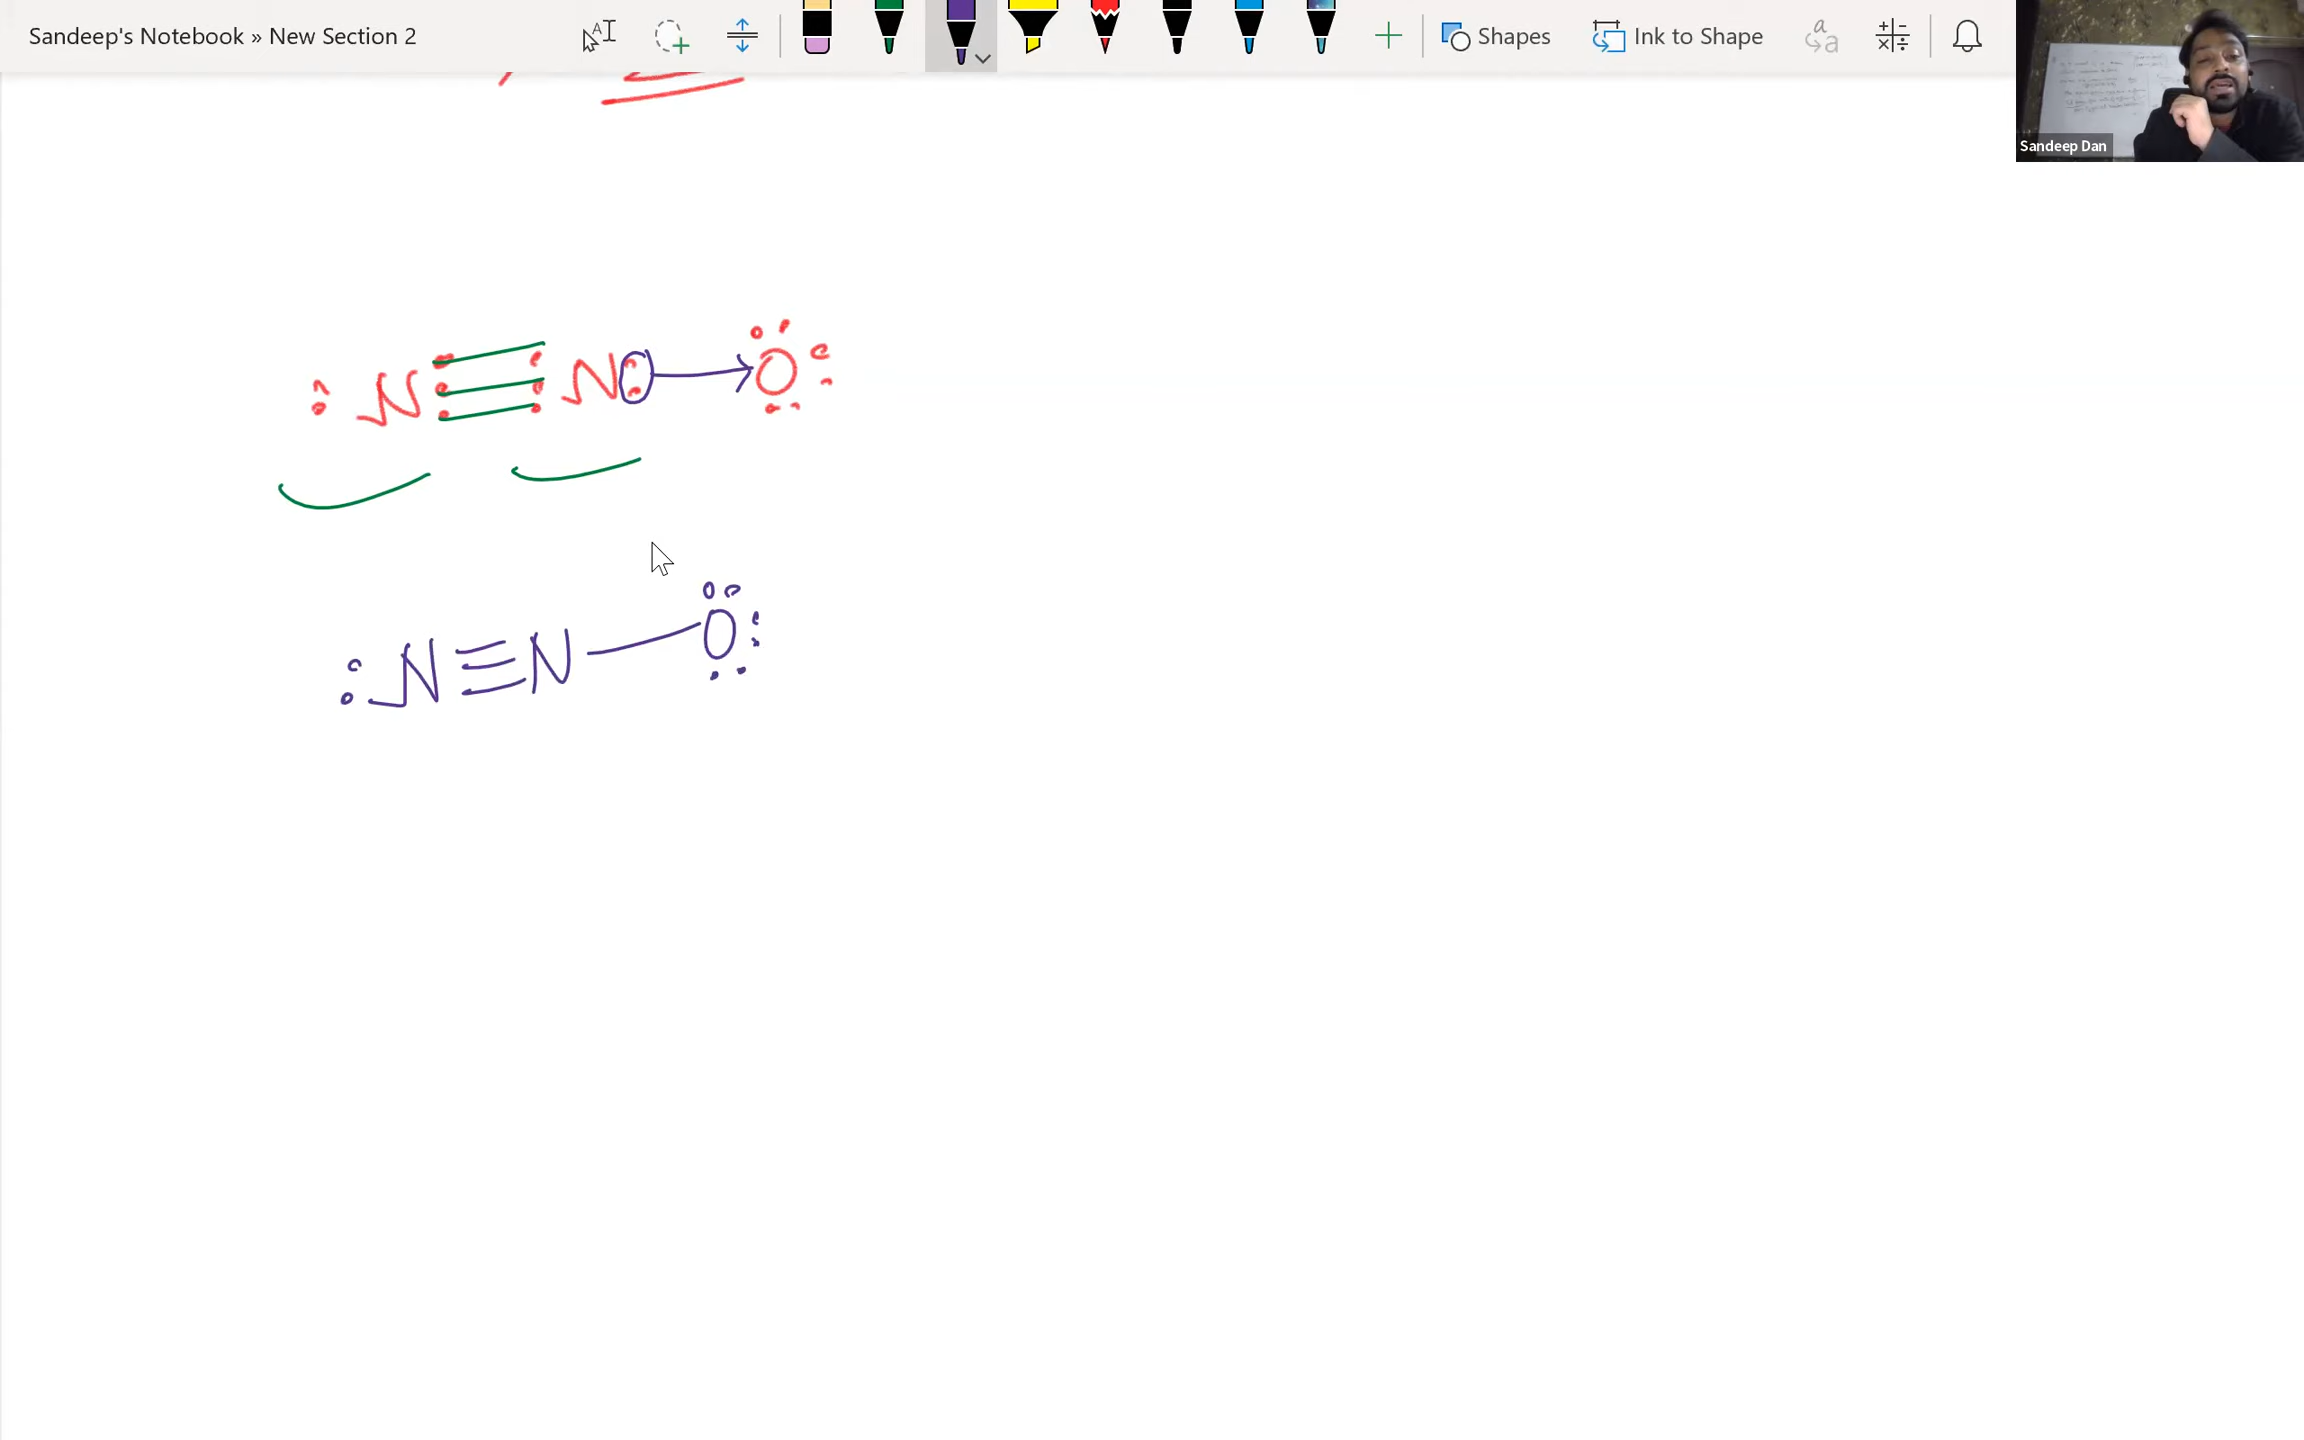 Sandeep's Notebook » New Section 2
Shapes
Ink to Shape
Sandeep Dan
N≡N→O
N≡N—O